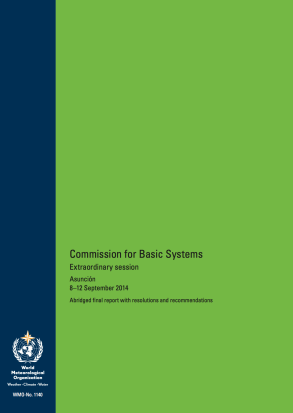 Commission for Basic Systems
Extraordinary session
Asunción
8–12 September 2014
Abridged final report with resolutions and recommendations
World
Meteorological
Organization
Weather · Climate · Water
WMO-No. 1140